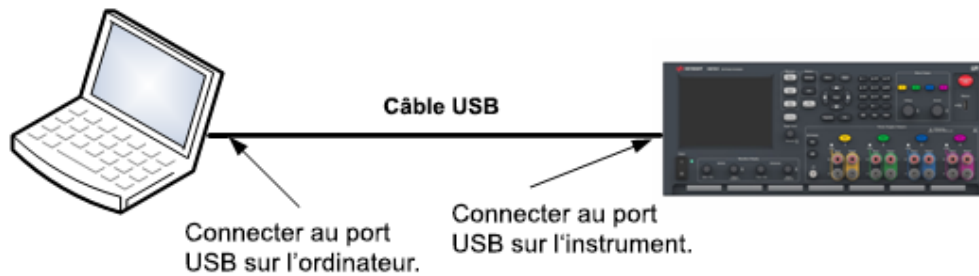 Câble USB
Connecter au port
USB sur l'ordinateur.
Connecter au port
USB sur l'instrument.